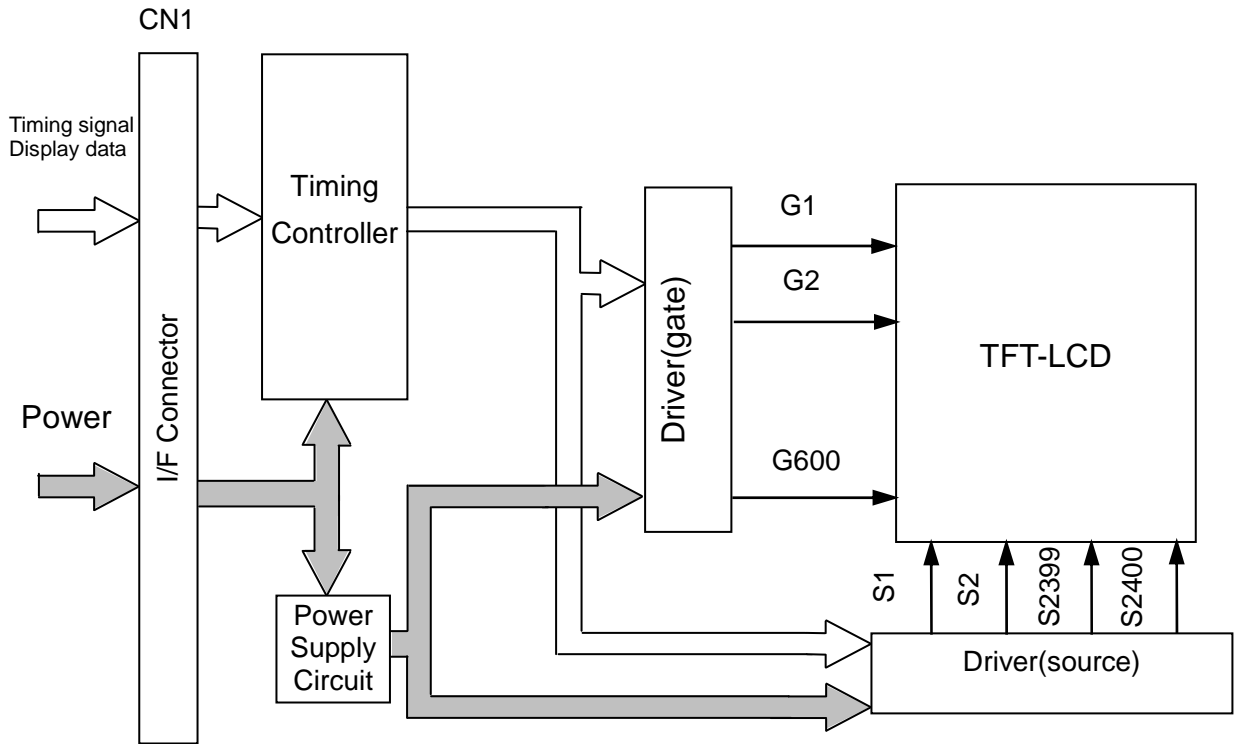 CN1
Timing signal
Display data
Power
I/F Connector
Timing
Controller
Power
Supply
Circuit
Driver(gate)
G1
G2
G600
TFT-LCD
S1
S2
S2399
S2400
Driver(source)